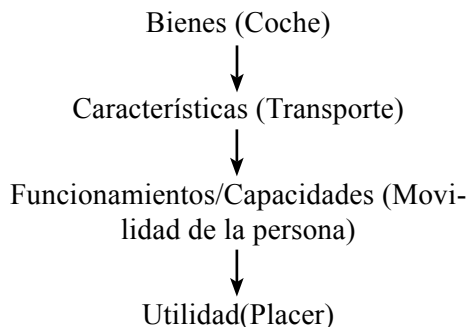 Bienes (Coche)
Características (Transporte)
Funcionamientos/Capacidades (Movi-
lidad de la persona)
Utilidad(Placer)